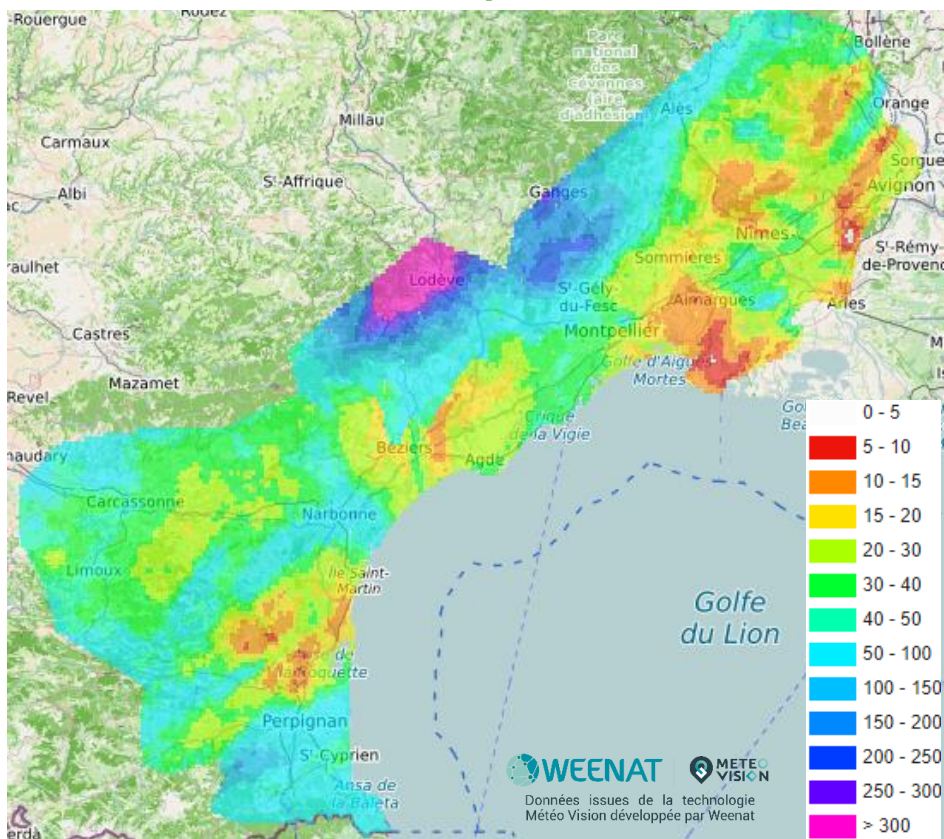 -Rouergue
Rodez
Parc
national
des
Cévennes
(aire
d'adhésion)
Bollène
Alès
Orange
Millau
Carmaux
Sorgue
Albi
St-Affrique
Ganges
Avignon
Nîmes
raulhet
Lodève
Sommières
St-Rémy-
de-Provenc
St-Gély-
du-Fesc
Aimargues
Arles
Castres
Montpellier
Golfe d'Aigues
Mortes
Mazamet
Revel
Crique
de la Vigie
Béziers
Agde
naudary
Carcassonne
Narbonne
Limoux
Île Saint-
Martin
Golfe
du Lion
Perpignan
St-Cyprien
Ansa de
la Baleta
erda
0 - 5
5 - 10
10 - 15
15 - 20
20 - 30
30 - 40
40 - 50
50 - 100
100 - 150
150 - 200
200 - 250
250 - 300
> 300
WEENAT
METEO
VISION
Données issues de la technologie
Météo Vision développée par Weenat